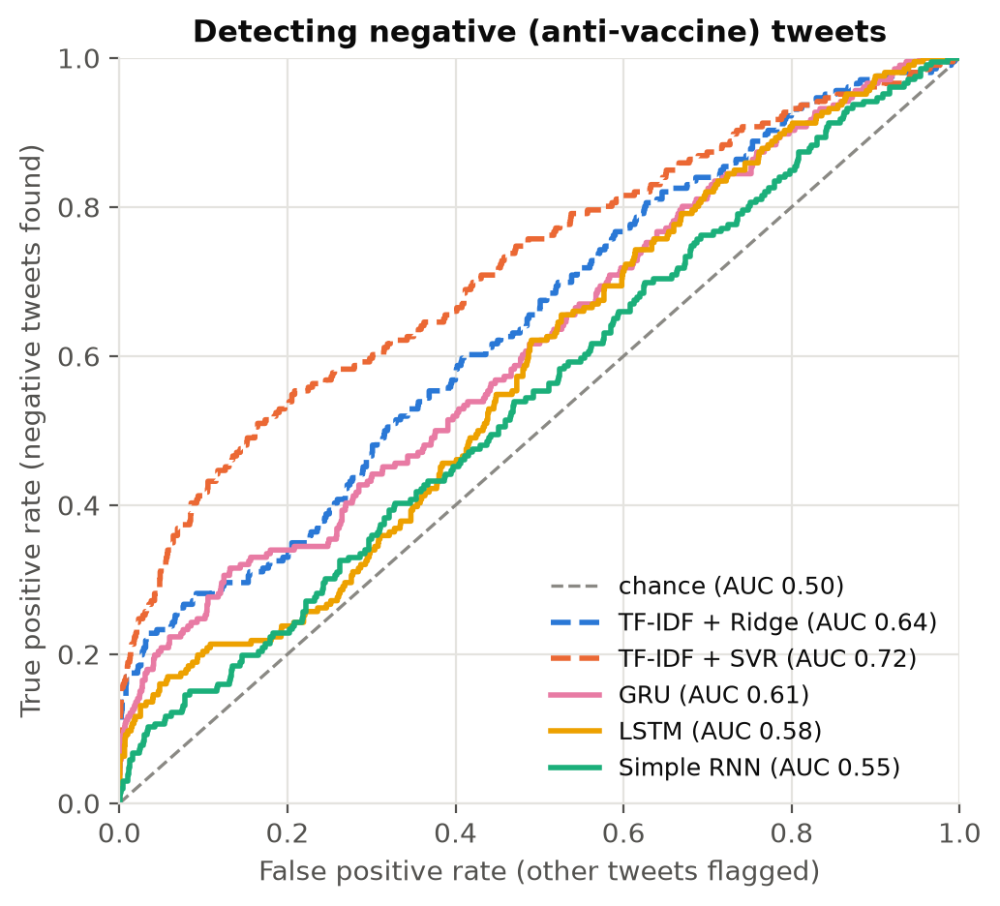 Detecting negative (anti-vaccine) tweets
True positive rate (negative tweets found)
1.0
0.8
0.6
0.4
0.2
0.0
chance (AUC 0.50)
TF-IDF + Ridge (AUC 0.64)
TF-IDF + SVR (AUC 0.72)
GRU (AUC 0.61)
LSTM (AUC 0.58)
Simple RNN (AUC 0.55)
0.0 0.2 0.4 0.6 0.8 1.0
False positive rate (other tweets flagged)